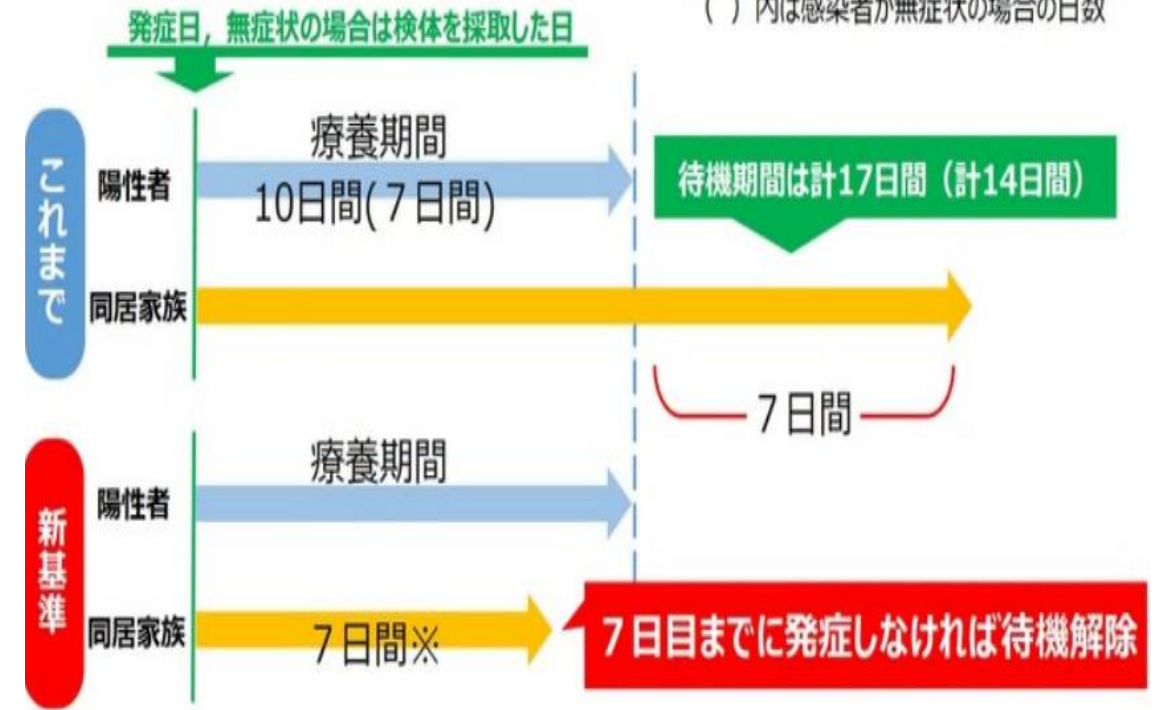 ( )内は感染者が無症状の場合の日数
発症日，無症状の場合は検体を採取した日
これまで
陽性者
療養期間
10日間(７日間)
待機期間は計17日間（計14日間）
同居家族
７日間
新基準
陽性者
療養期間
同居家族
７日間※
７日目までに発症しなければ待機解除